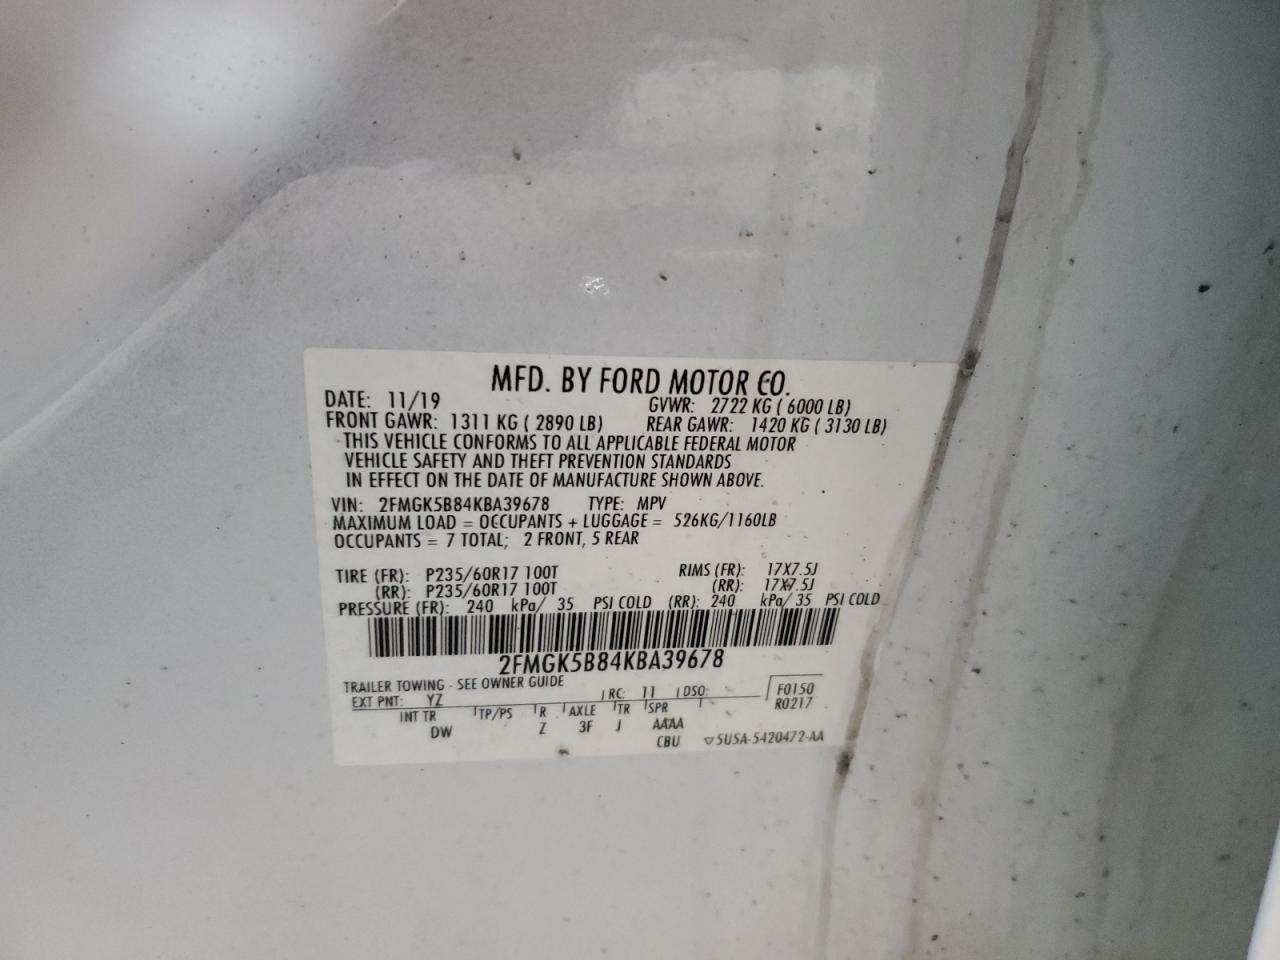 MFD. BY FORD MOTOR CO.
DATE: 11/19 GVWR: 2722 KG ( 6000 LB)
FRONT GAWR: 1311 KG ( 2890 LB) REAR GAWR: 1420 KG ( 3130 LB)
THIS VEHICLE CONFORMS TO ALL APPLICABLE FEDERAL MOTOR
VEHICLE SAFETY AND THEFT PREVENTION STANDARDS
IN EFFECT ON THE DATE OF MANUFACTURE SHOWN ABOVE.
VIN: 2FMGK5B84KBA39678 TYPE: MPV
MAXIMUM LOAD = OCCUPANTS + LUGGAGE = 526KG/1160LB
OCCUPANTS = 7 TOTAL; 2 FRONT, 5 REAR
TIRE (FR): P235/60R17 100T RIMS (FR): 17X7.5J
(RR): P235/60R17 100T (RR): 17X7.5J
PRESSURE (FR): 240 kPa/ 35 PSI COLD (RR): 240 kPa/ 35 PSI COLD
2FMGK5B84KBA39678
TRAILER TOWING - SEE OWNER GUIDE
EXT PNT: YZ RC: 11 DSO: F0150
INT TR TP/PS R AXLE TR SPR R0217
DW Z 3F J AAAA
CBU ▽5USA-5420472-AA